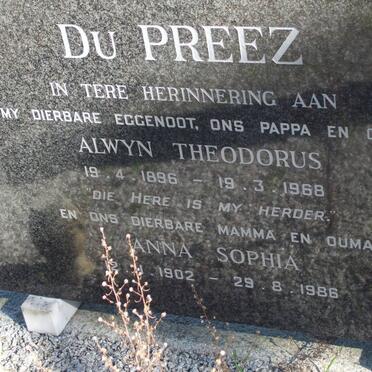 DU PREEZ
IN TERE HERINNERING AAN
MY DIERBARE EGGENOOT, ONS PAPPA EN
ALWYN THEODORUS
19.4.1896 – 19.3.1968
"DIE HERE IS MY HERDER."
EN ONS DIERBARE MAMMA EN OUMA
ANNA SOPHIA
1902 – 29.8.1986